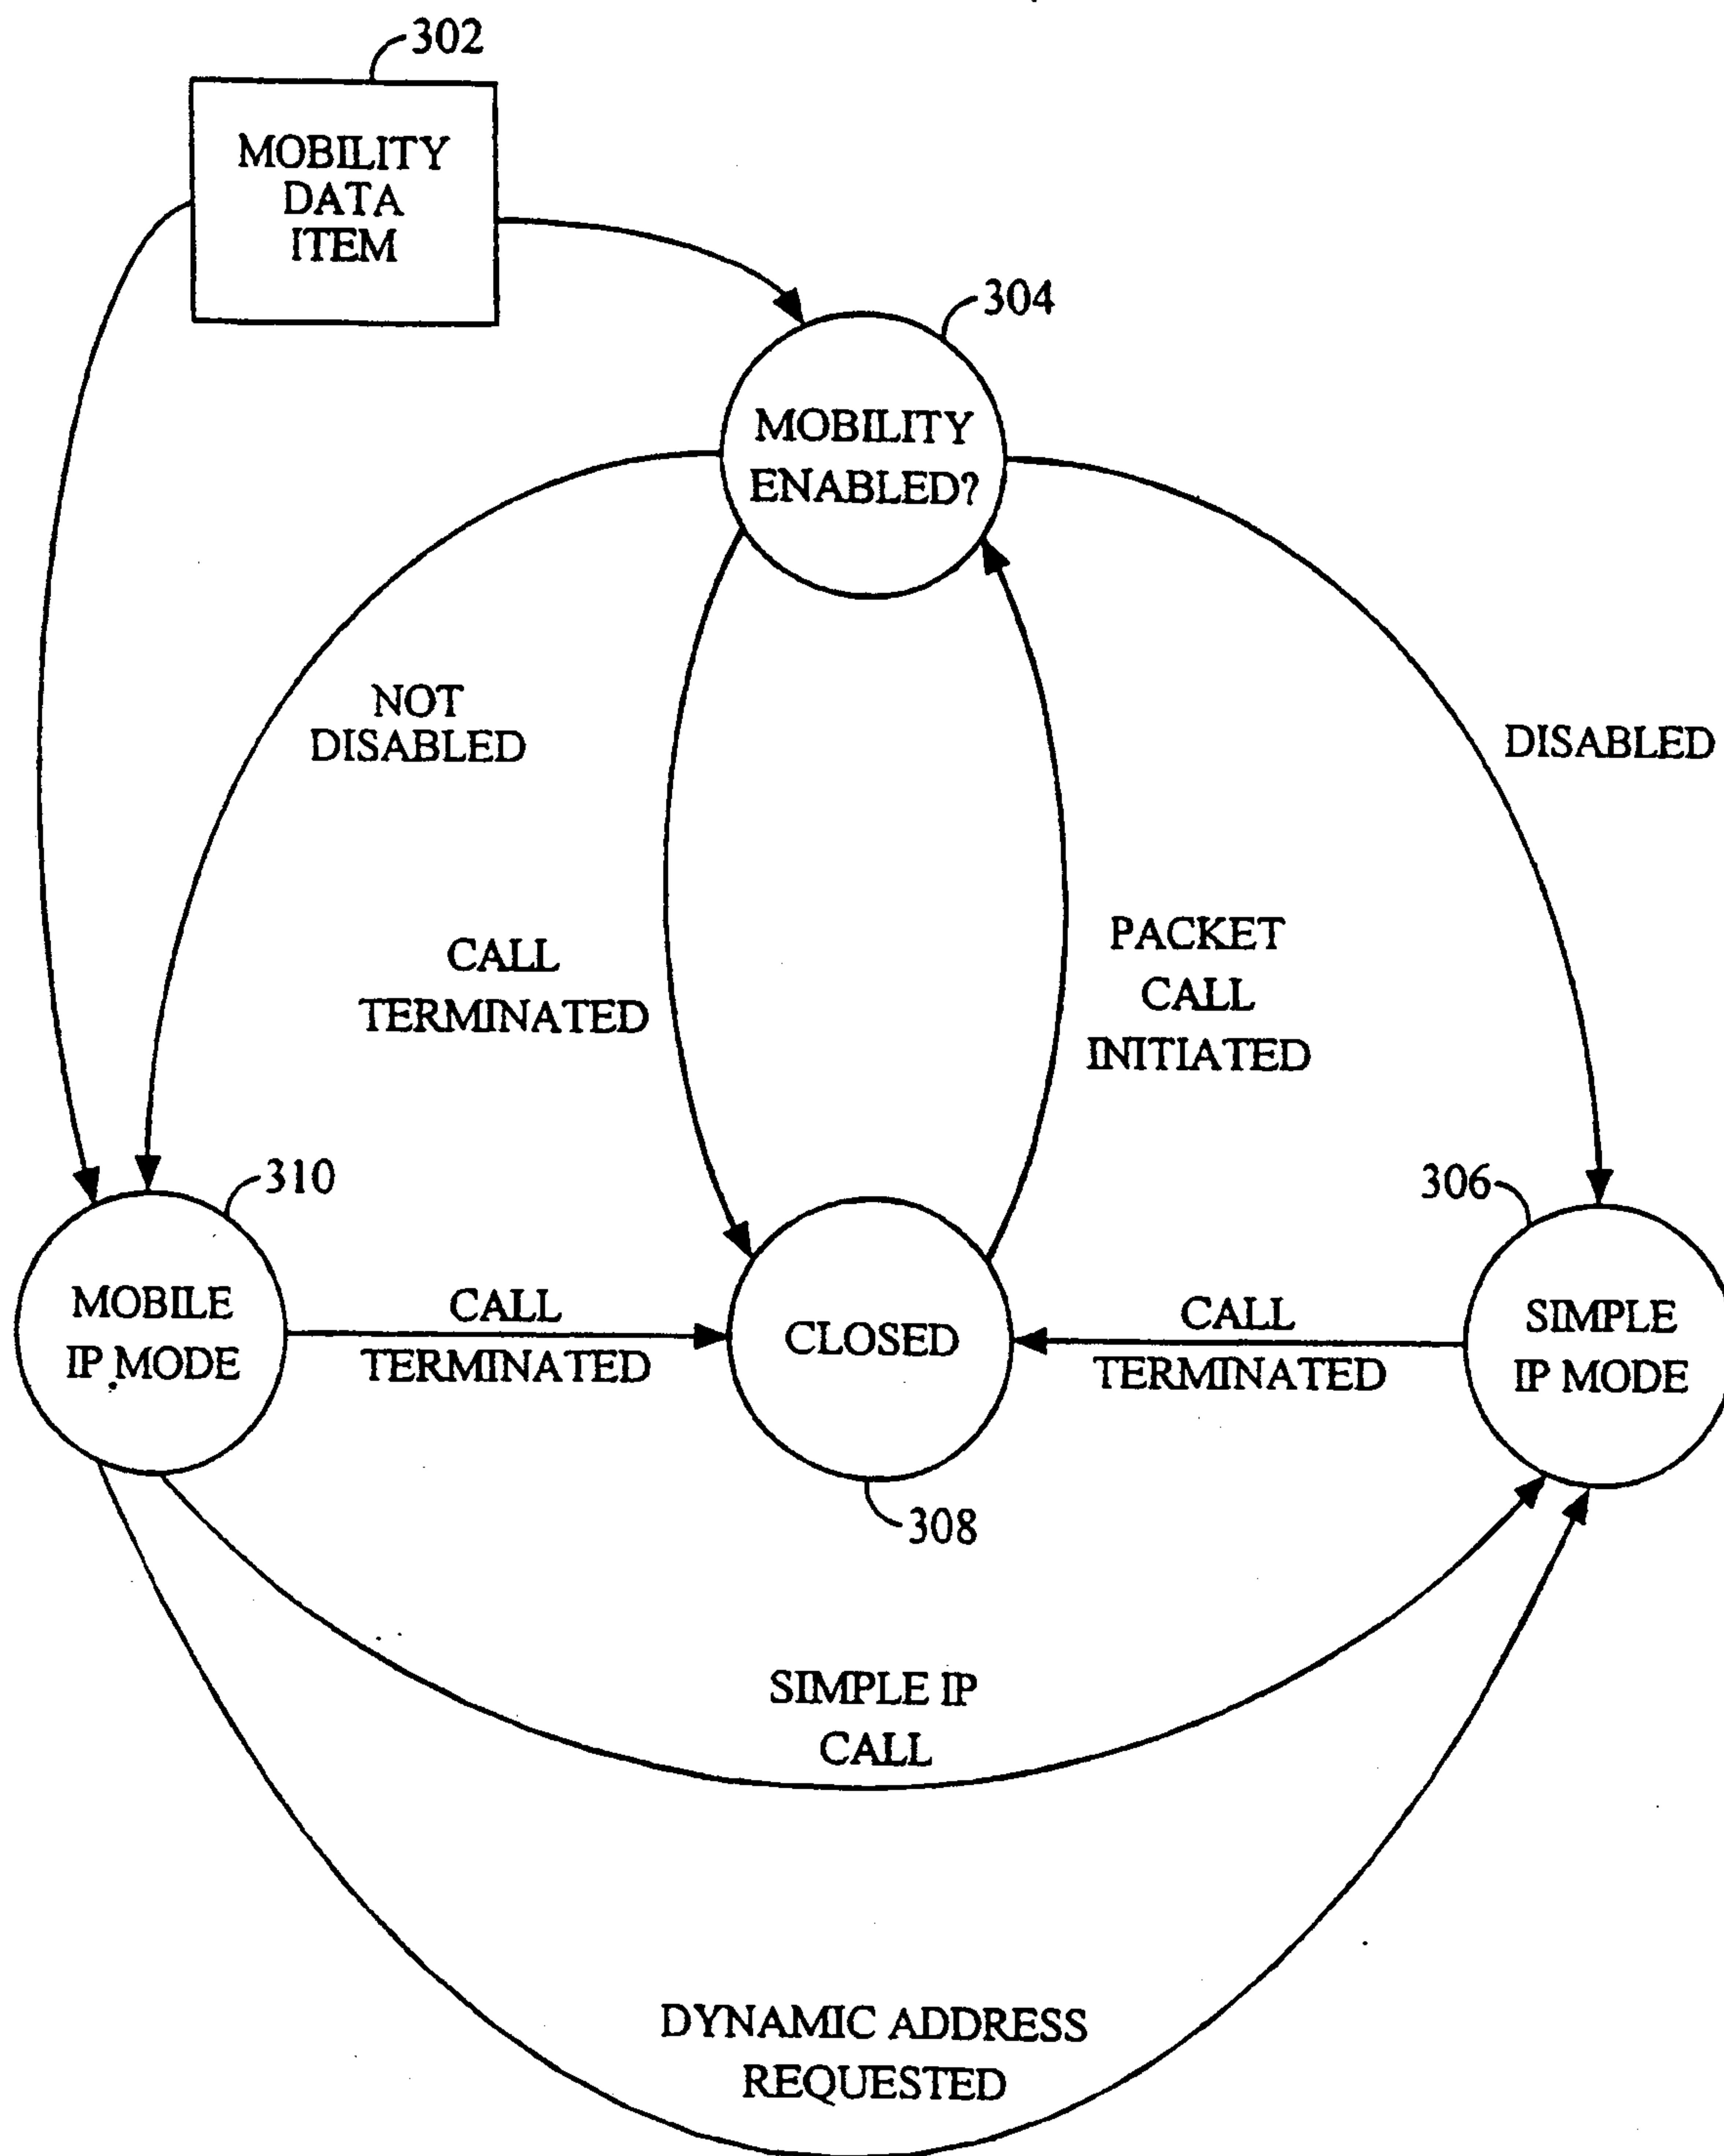 302
MOBILITY
DATA
ITEM
304
MOBILITY
ENABLED?
NOT
DISABLED
DISABLED
CALL
TERMINATED
PACKET
CALL
INITIATED
310
306
MOBILE
IP MODE
CALL
TERMINATED
CLOSED
CALL
TERMINATED
SIMPLE
IP MODE
308
SIMPLE IP
CALL
DYNAMIC ADDRESS
REQUESTED